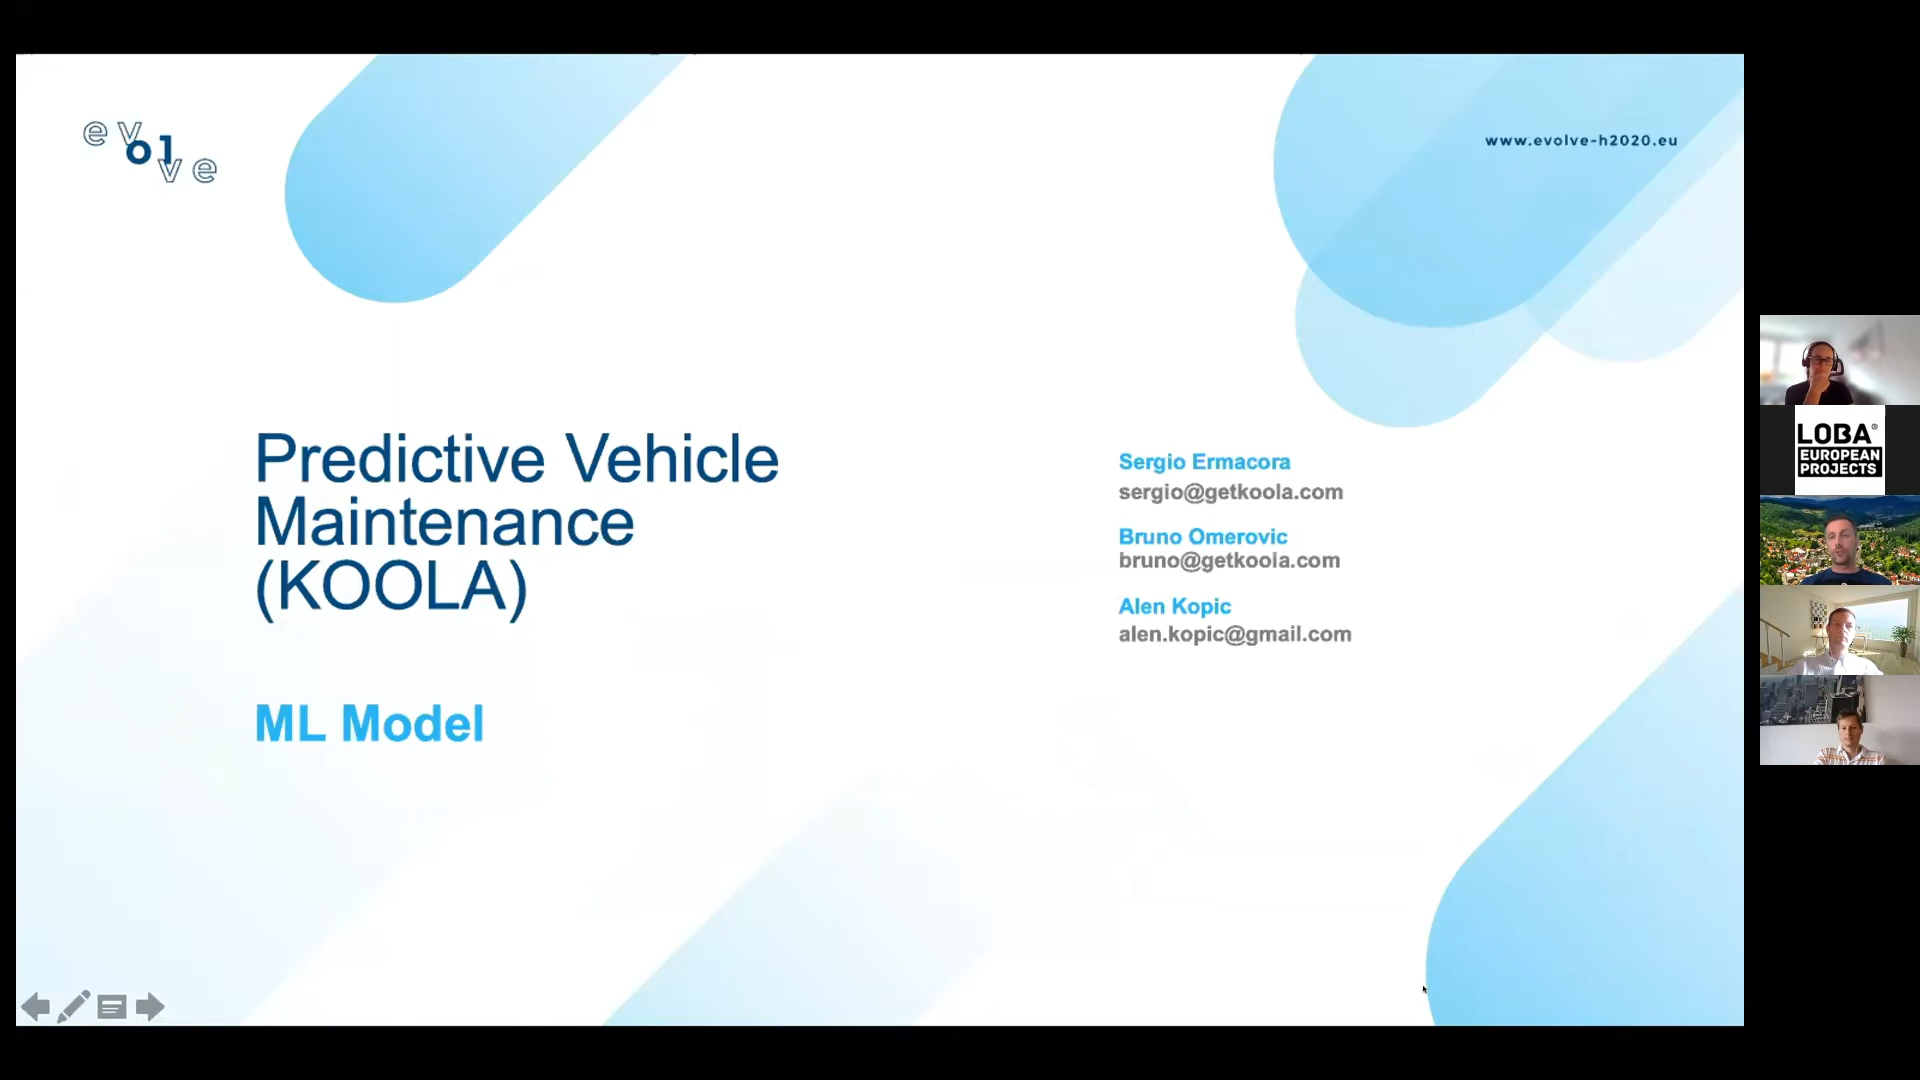 evolve
www.evolve-h2020.eu
Predictive Vehicle
Maintenance
(KOOLA)
ML Model
Sergio Ermacora
sergio@getkoola.com
Bruno Omerovic
bruno@getkoola.com
Alen Kopic
alen.kopic@gmail.com
LOBA®
EUROPEAN
PROJECTS